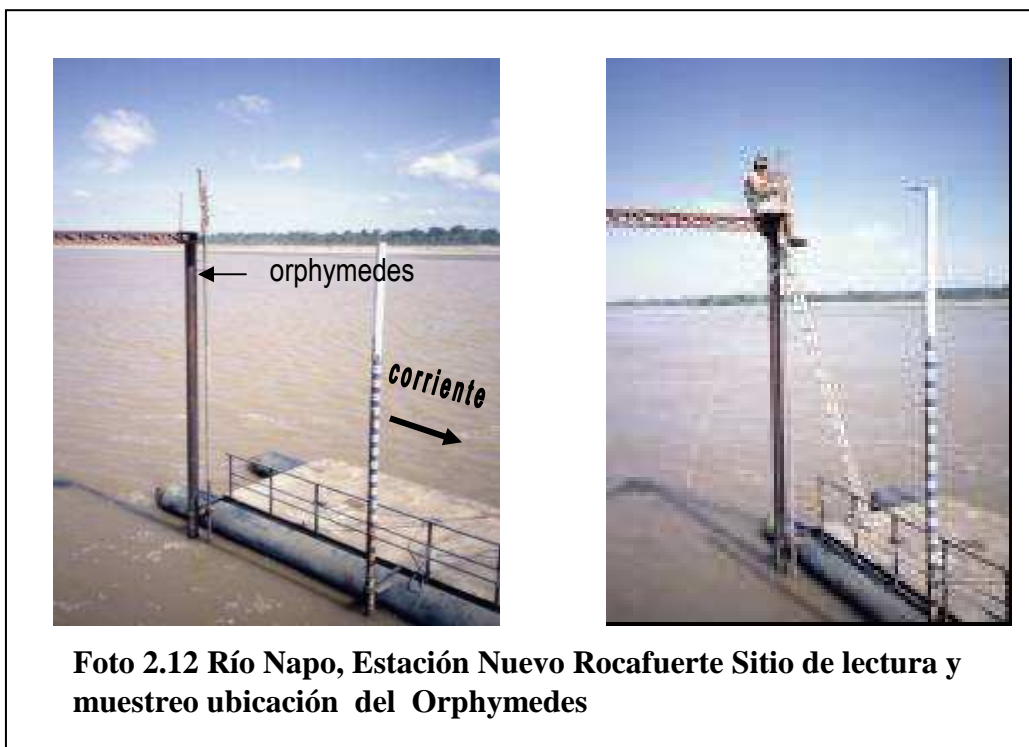 orphymedes
corriente
Foto 2.12 Río Napo, Estación Nuevo Rocafuerte Sitio de lectura y
muestreo ubicación del Orphymedes